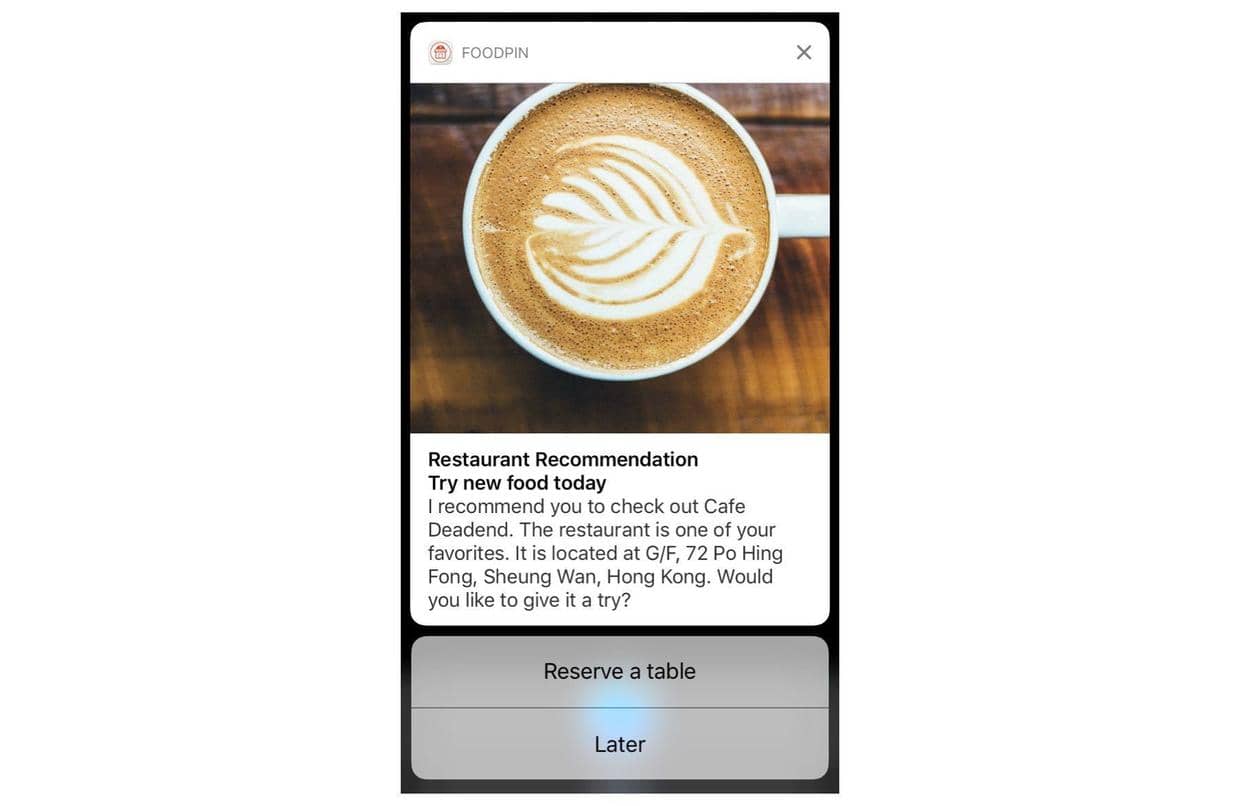 FOODPIN
Restaurant Recommendation
Try new food today
I recommend you to check out Cafe
Deadend. The restaurant is one of your
favorites. It is located at G/F, 72 Po Hing
Fong, Sheung Wan, Hong Kong. Would
you like to give it a try?
Reserve a table
Later